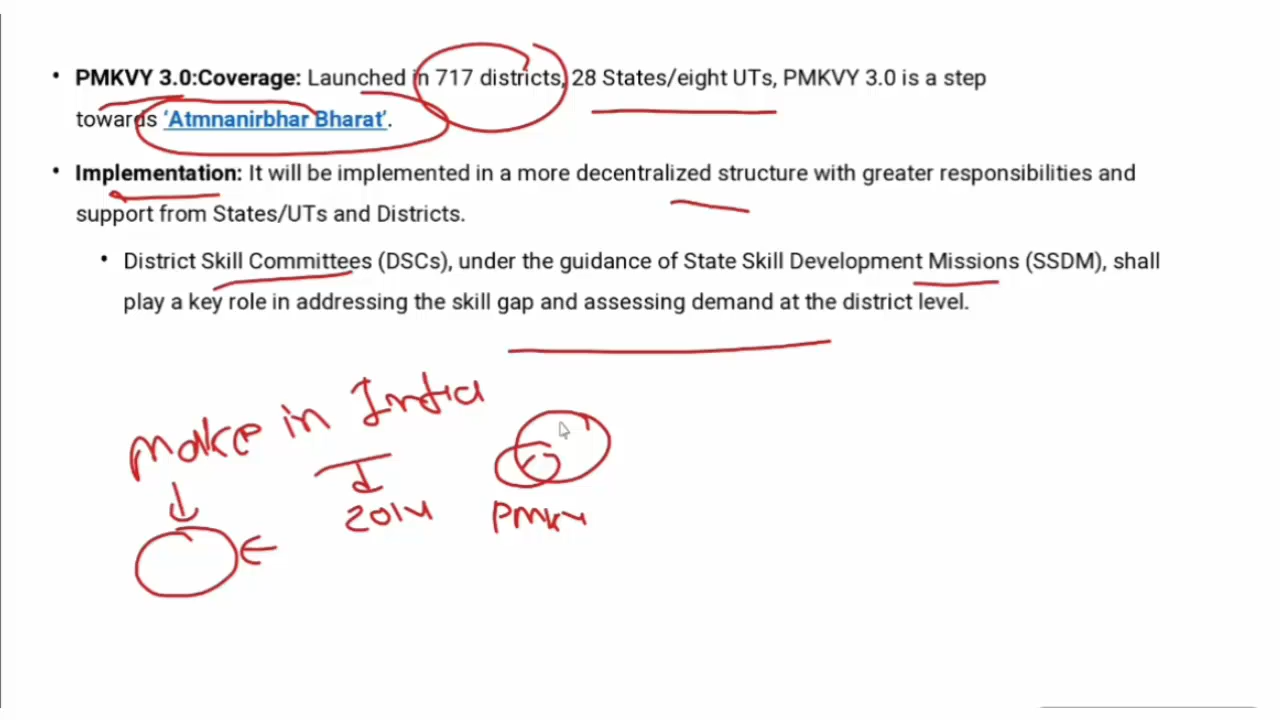 • PMKVY 3.0:Coverage: Launched in 717 districts, 28 States/eight UTs, PMKVY 3.0 is a step
towards ‘Atmnanirbhar Bharat’.
• Implementation: It will be implemented in a more decentralized structure with greater responsibilities and
support from States/UTs and Districts.
• District Skill Committees (DSCs), under the guidance of State Skill Development Missions (SSDM), shall
play a key role in addressing the skill gap and assessing demand at the district level.
make in India
2014
PMKY